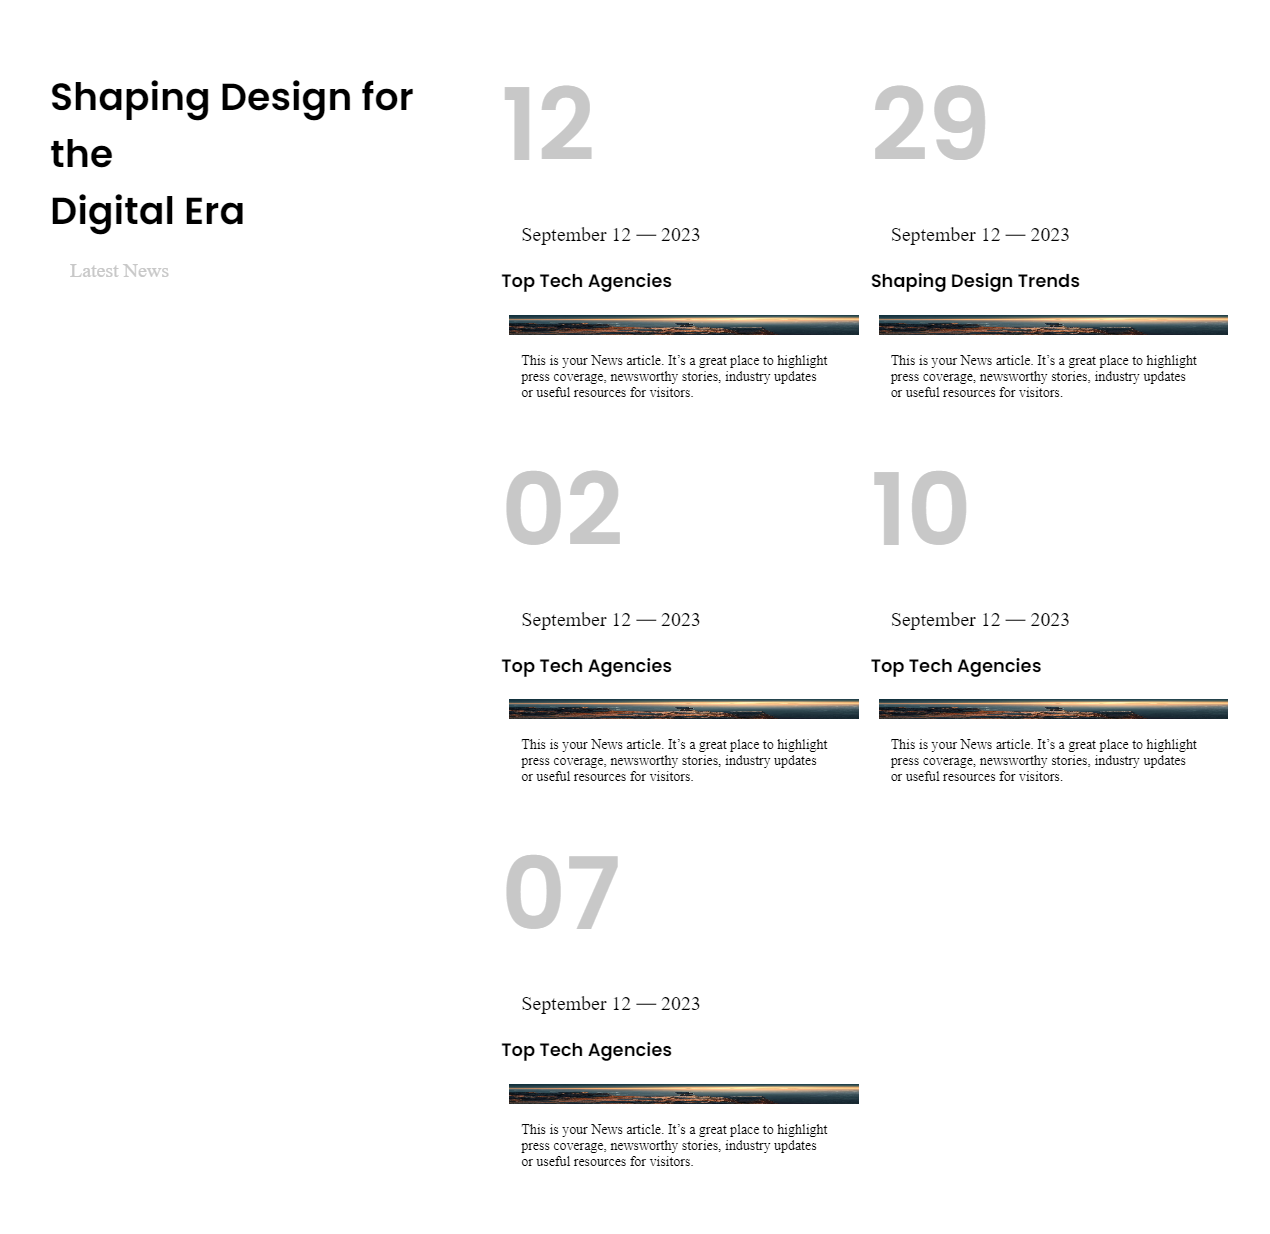 Shaping Design for
the
Digital Era
Latest News
12
September 12 — 2023
Top Tech Agencies
This is your News article. It’s a great place to highlight
press coverage, newsworthy stories, industry updates
or useful resources for visitors.
29
September 12 — 2023
Shaping Design Trends
This is your News article. It’s a great place to highlight
press coverage, newsworthy stories, industry updates
or useful resources for visitors.
02
September 12 — 2023
Top Tech Agencies
This is your News article. It’s a great place to highlight
press coverage, newsworthy stories, industry updates
or useful resources for visitors.
10
September 12 — 2023
Top Tech Agencies
This is your News article. It’s a great place to highlight
press coverage, newsworthy stories, industry updates
or useful resources for visitors.
07
September 12 — 2023
Top Tech Agencies
This is your News article. It’s a great place to highlight
press coverage, newsworthy stories, industry updates
or useful resources for visitors.